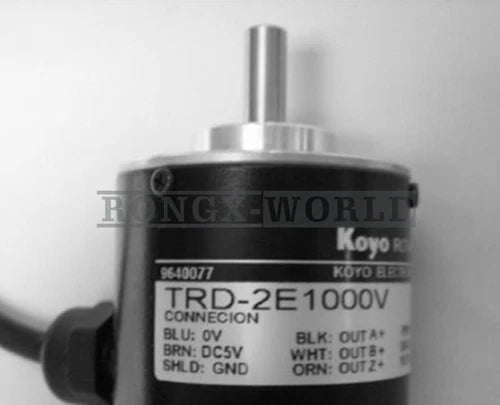 RONGX-WORLD
Koyo
9640077 KOYO
TRD-2E1000V
CONNECION
BLU: 0V BLK: OUT A+
BRN: DC5V WHT: OUT B+
SHLD: GND ORN: OUT Z+